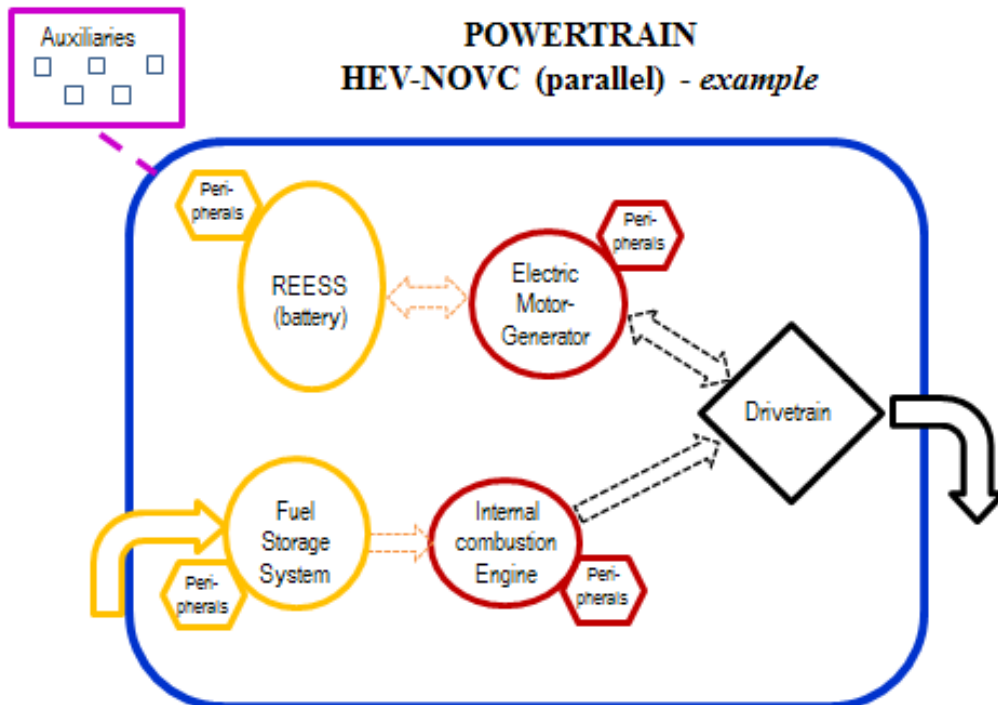 Auxiliaries
POWERTRAIN
HEV-NOVC (parallel) - example
Peri-
pherals
REESS
(battery)
Peri-
pherals
Electric
Motor-
Generator
Drivetrain
Fuel
Storage
System
Peri-
pherals
Internal
combustion
Engine
Peri-
pherals